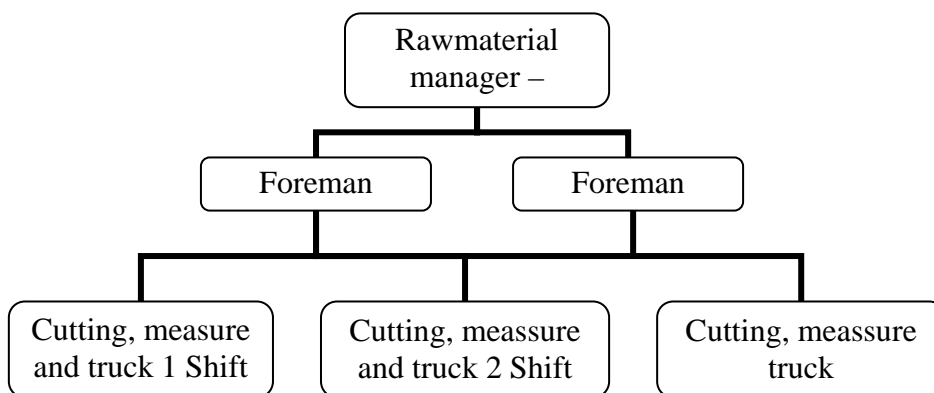 Rawmaterial
manager –
Foreman
Foreman
Cutting, measure
and truck 1 Shift
Cutting, meassure
and truck 2 Shift
Cutting, meassure
truck